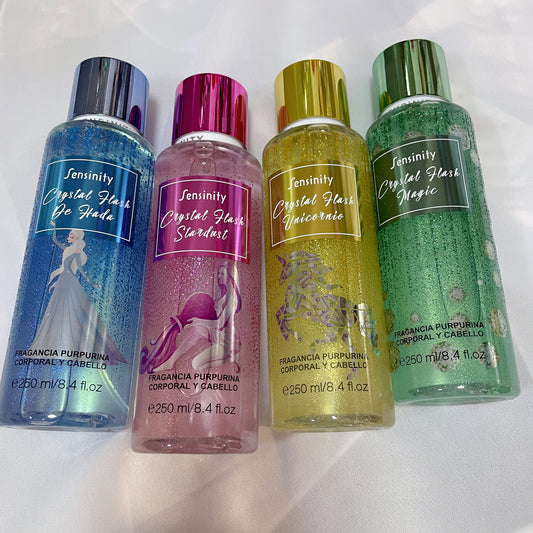 Sensinity
Crystal Flash
De Hada
FRAGANCIA PURPURINA
CORPORAL Y CABELLO
e250 ml/8.4 fl.oz
Sensinity
Crystal Flash
Stardust
FRAGANCIA PURPURINA
CORPORAL Y CABELLO
e250 ml/8.4 fl.oz
Sensinity
Crystal Flash
Unicornio
FRAGANCIA PURPURINA
CORPORAL Y CABELLO
e250 ml/8.4 fl.oz
Sensinity
Crystal Flash
Magic
FRAGANCIA PURPURINA
CORPORAL Y CABELLO
e250 ml/8.4 fl.oz